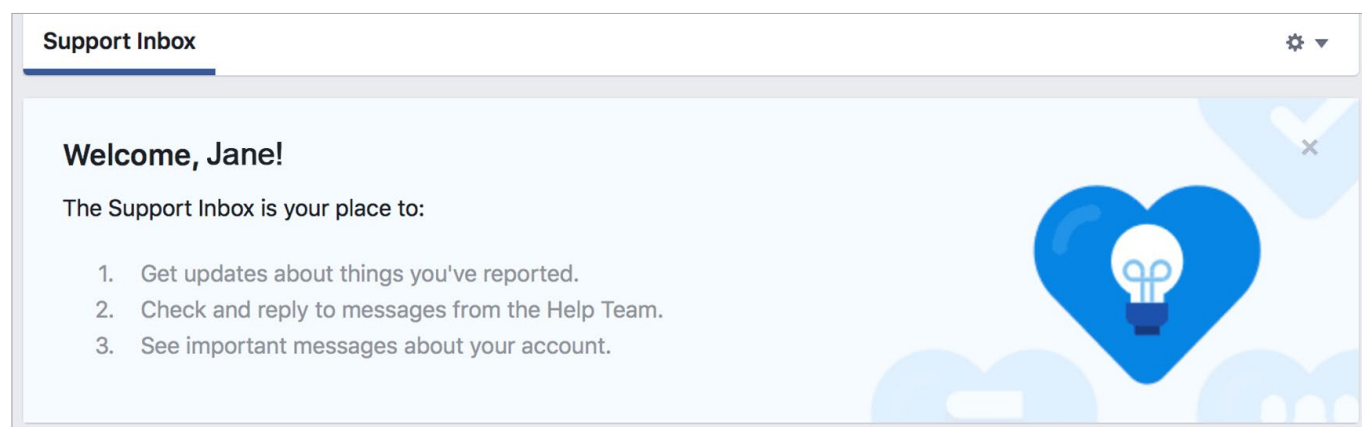 Support Inbox
Welcome, Jane!
The Support Inbox is your place to:
1. Get updates about things you've reported.
2. Check and reply to messages from the Help Team.
3. See important messages about your account.